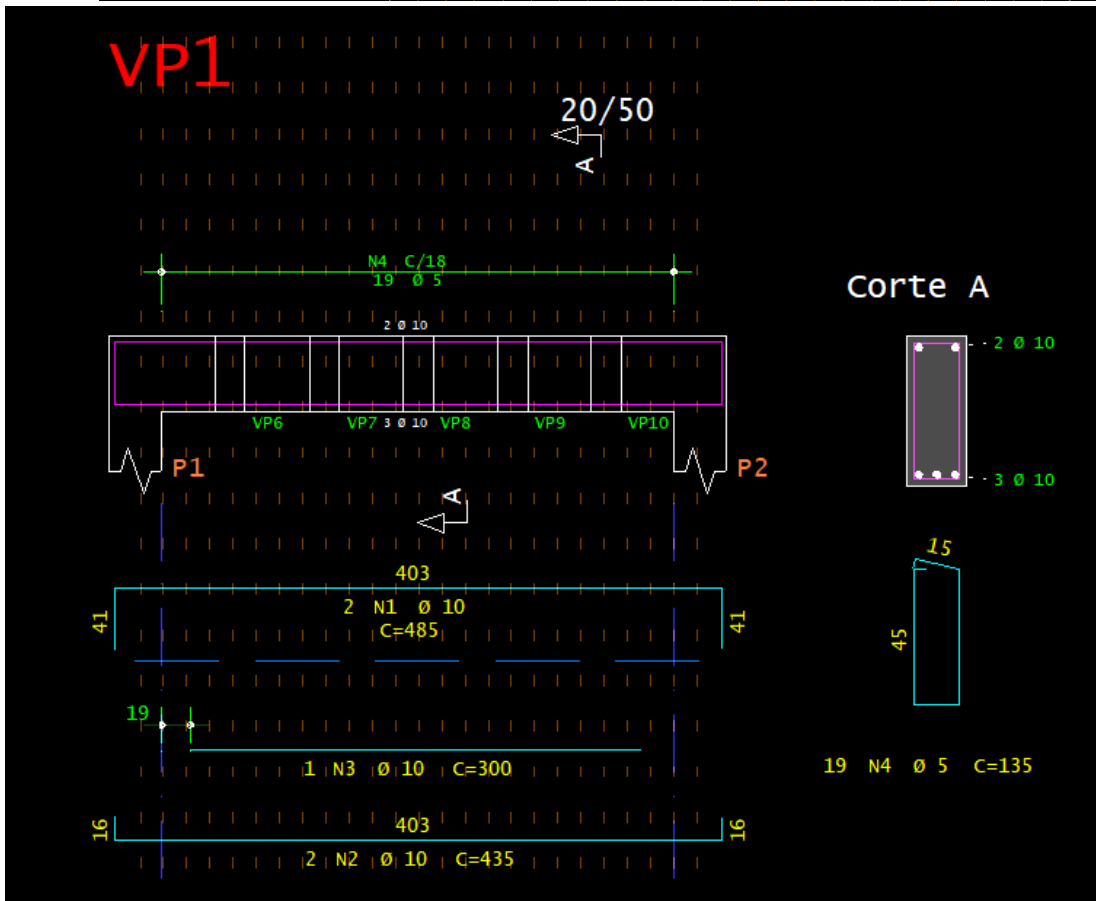 VP1
20/50
A
N4 C/18
19 Ø 5
Corte A
2 Ø 10
2 Ø 10
VP6 VP7 3 Ø 10 VP8 VP9 VP10
P1
P2
3 Ø 10
A
403
15
2 N1 Ø 10
41
41
C=485
45
19
1 N3 Ø 10 C=300
19 N4 Ø 5 C=135
403
16
16
2 N2 Ø 10 C=435